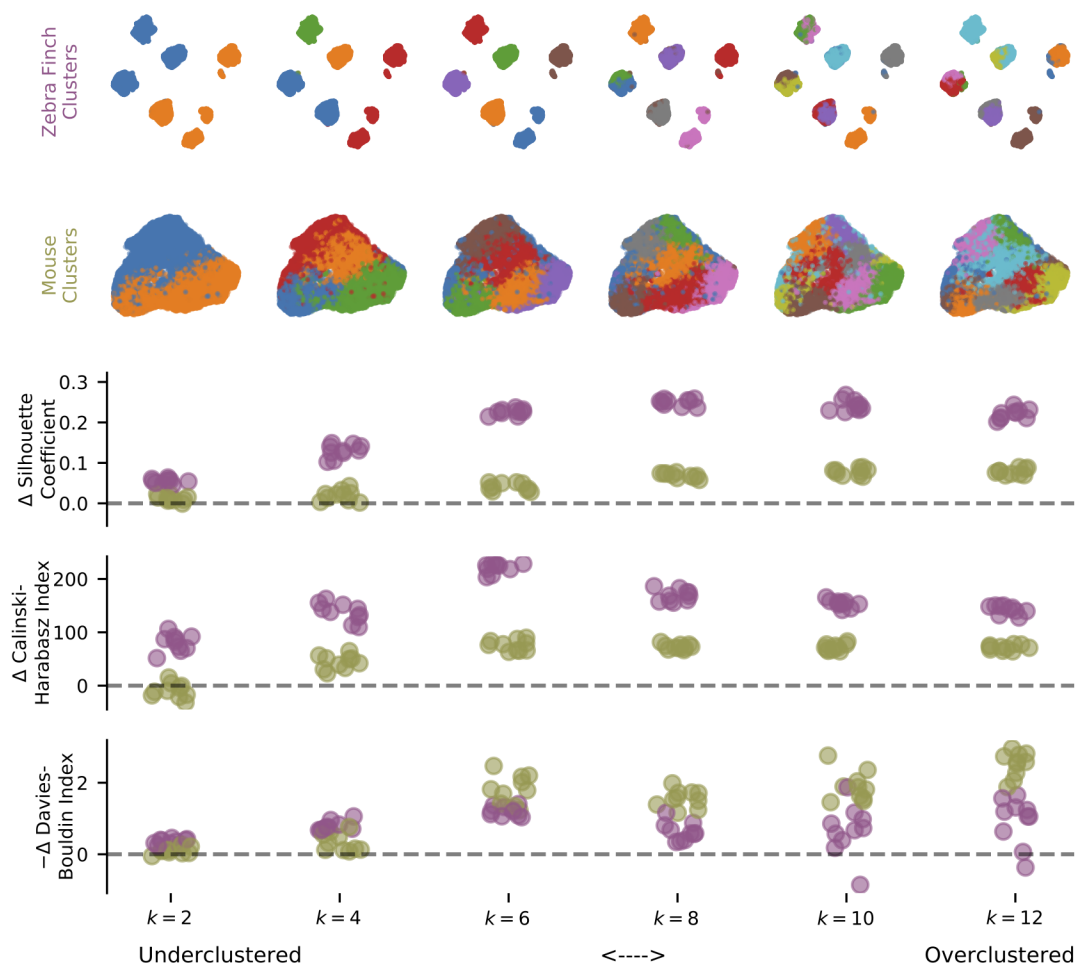 Zebra Finch
Clusters
Mouse
Clusters
Δ Silhouette
Coefficient
0.3
0.2
0.1
0.0
Δ Calinski-
Harabasz Index
200
100
0
−Δ Davies-
Bouldin Index
2
0
k = 2
k = 4
k = 6
k = 8
k = 10
k = 12
Underclustered
<---->
Overclustered